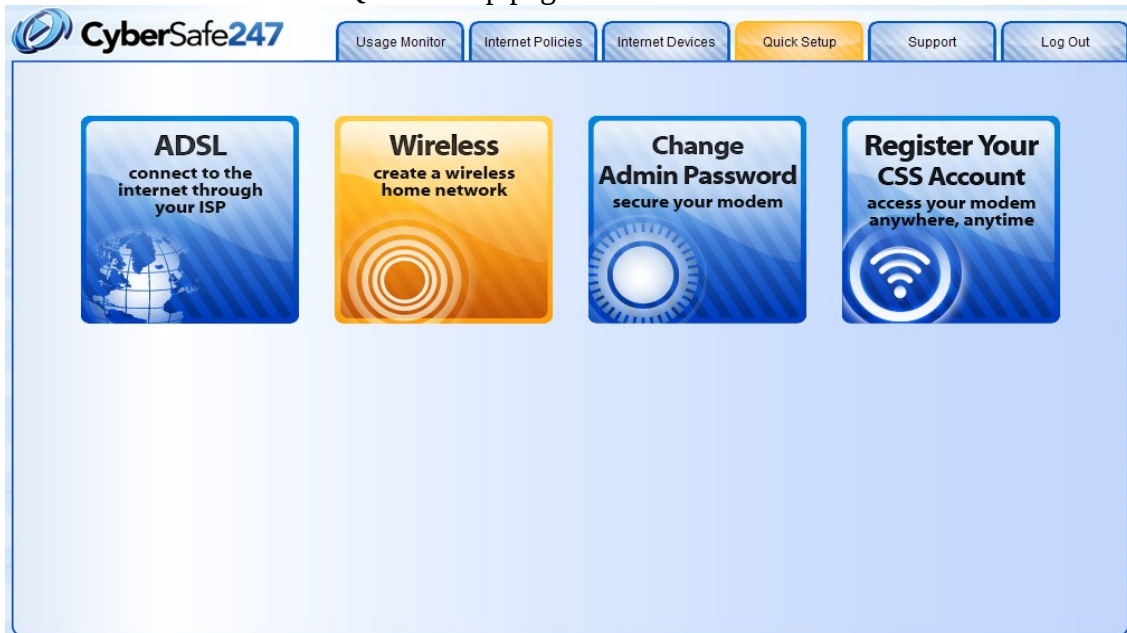 CyberSafe247
Usage Monitor
Internet Policies
Internet Devices
Quick Setup
Support
Log Out
ADSL
connect to the
internet through
your ISP
Wireless
create a wireless
home network
Change
Admin Password
secure your modem
Register Your
CSS Account
access your modem
anywhere, anytime